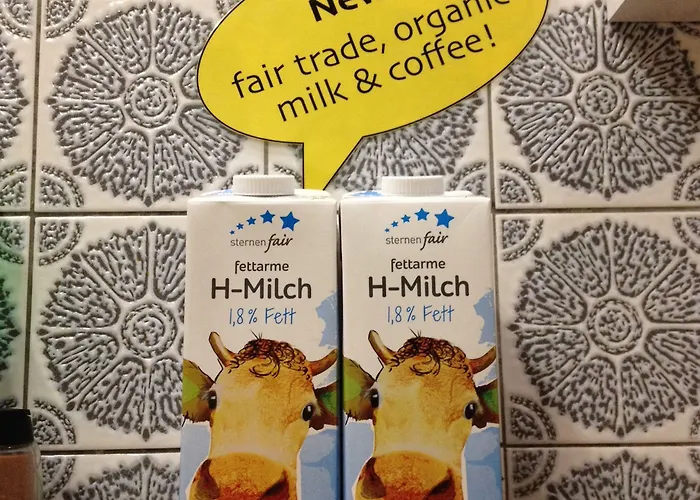 New
fair trade, organic
milk & coffee!
sternenfair
fettarme
H-Milch
1,8% Fett
sternenfair
fettarme
H-Milch
1,8% Fett